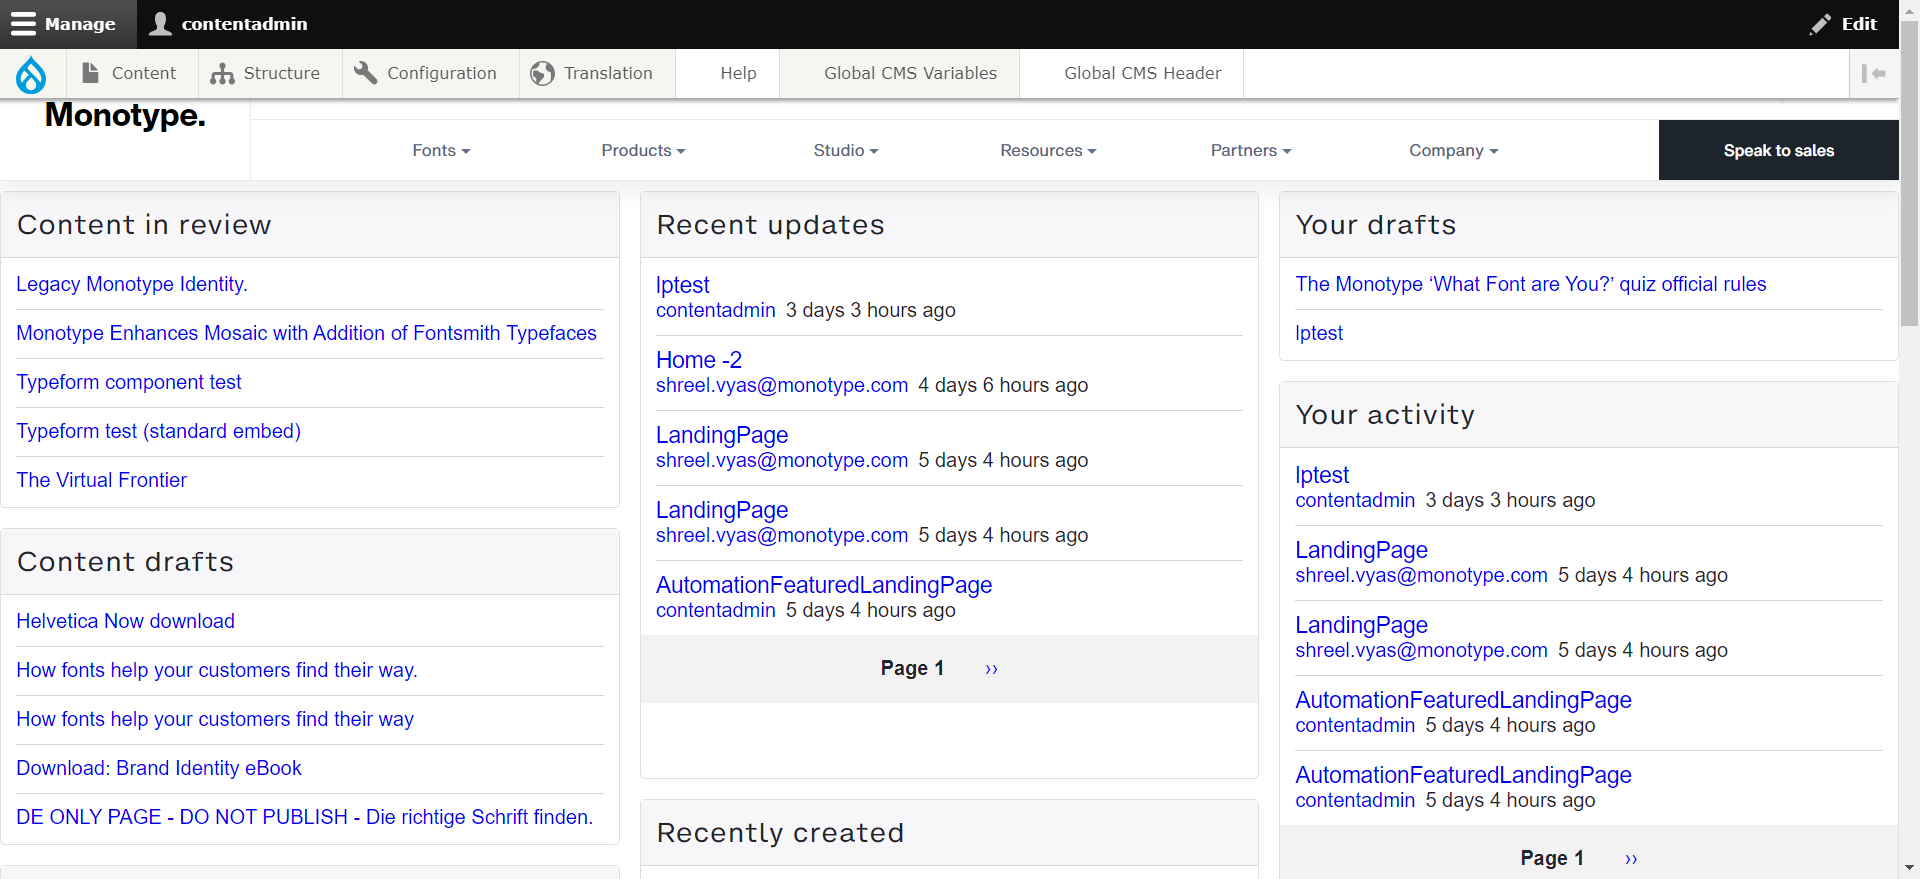 Manage contentadmin Edit
Content Structure Configuration Translation Help Global CMS Variables Global CMS Header
Monotype.
Fonts Products Studio Resources Partners Company Speak to sales
Content in review
Legacy Monotype Identity.
Monotype Enhances Mosaic with Addition of Fontsmith Typefaces
Typeform component test
Typeform test (standard embed)
The Virtual Frontier
Content drafts
Helvetica Now download
How fonts help your customers find their way.
How fonts help your customers find their way
Download: Brand Identity eBook
DE ONLY PAGE - DO NOT PUBLISH - Die richtige Schrift finden.
Recent updates
lptest
contentadmin 3 days 3 hours ago
Home -2
shreel.vyas@monotype.com 4 days 6 hours ago
LandingPage
shreel.vyas@monotype.com 5 days 4 hours ago
LandingPage
shreel.vyas@monotype.com 5 days 4 hours ago
AutomationFeaturedLandingPage
contentadmin 5 days 4 hours ago
Page 1 ››
Recently created
Your drafts
The Monotype ‘What Font are You?’ quiz official rules
lptest
Your activity
lptest
contentadmin 3 days 3 hours ago
LandingPage
shreel.vyas@monotype.com 5 days 4 hours ago
LandingPage
shreel.vyas@monotype.com 5 days 4 hours ago
AutomationFeaturedLandingPage
contentadmin 5 days 4 hours ago
AutomationFeaturedLandingPage
contentadmin 5 days 4 hours ago
Page 1 ››